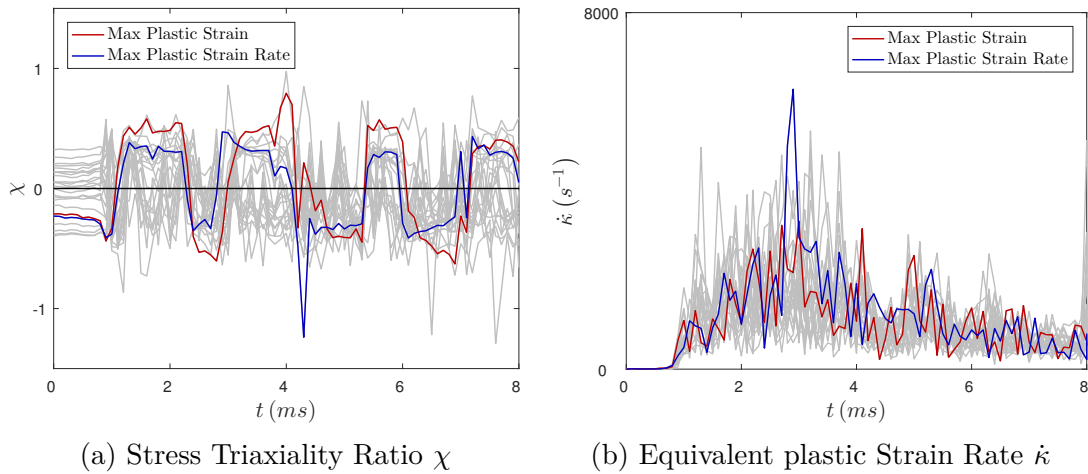 Max Plastic Strain
Max Plastic Strain Rate
1
0
-1
χ
0 2 4 6 8
t (ms)
(a) Stress Triaxiality Ratio χ
8000
Max Plastic Strain
Max Plastic Strain Rate
κ̇ (s⁻¹)
0
0 2 4 6 8
t (ms)
(b) Equivalent plastic Strain Rate κ̇